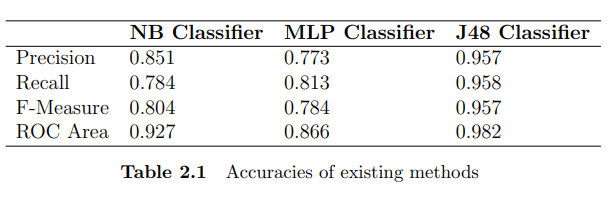 NB Classifier MLP Classifier J48 Classifier
Precision 0.851 0.773 0.957
Recall 0.784 0.813 0.958
F-Measure 0.804 0.784 0.957
ROC Area 0.927 0.866 0.982
Table 2.1 Accuracies of existing methods